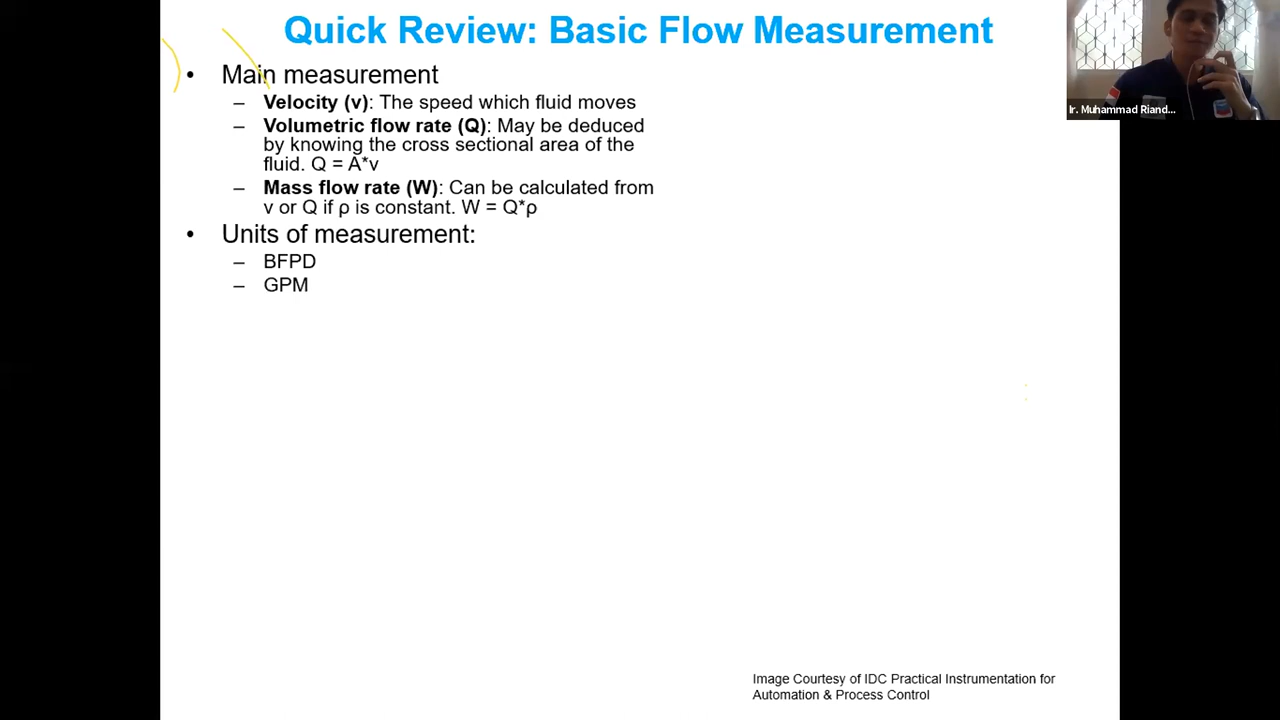 Quick Review: Basic Flow Measurement
Ir. Muhammad Riand...
• Main measurement
– Velocity (v): The speed which fluid moves
– Volumetric flow rate (Q): May be deduced
by knowing the cross sectional area of the
fluid. Q = A*v
– Mass flow rate (W): Can be calculated from
v or Q if ρ is constant. W = Q*ρ
• Units of measurement:
– BFPD
– GPM
Image Courtesy of IDC Practical Instrumentation for
Automation & Process Control